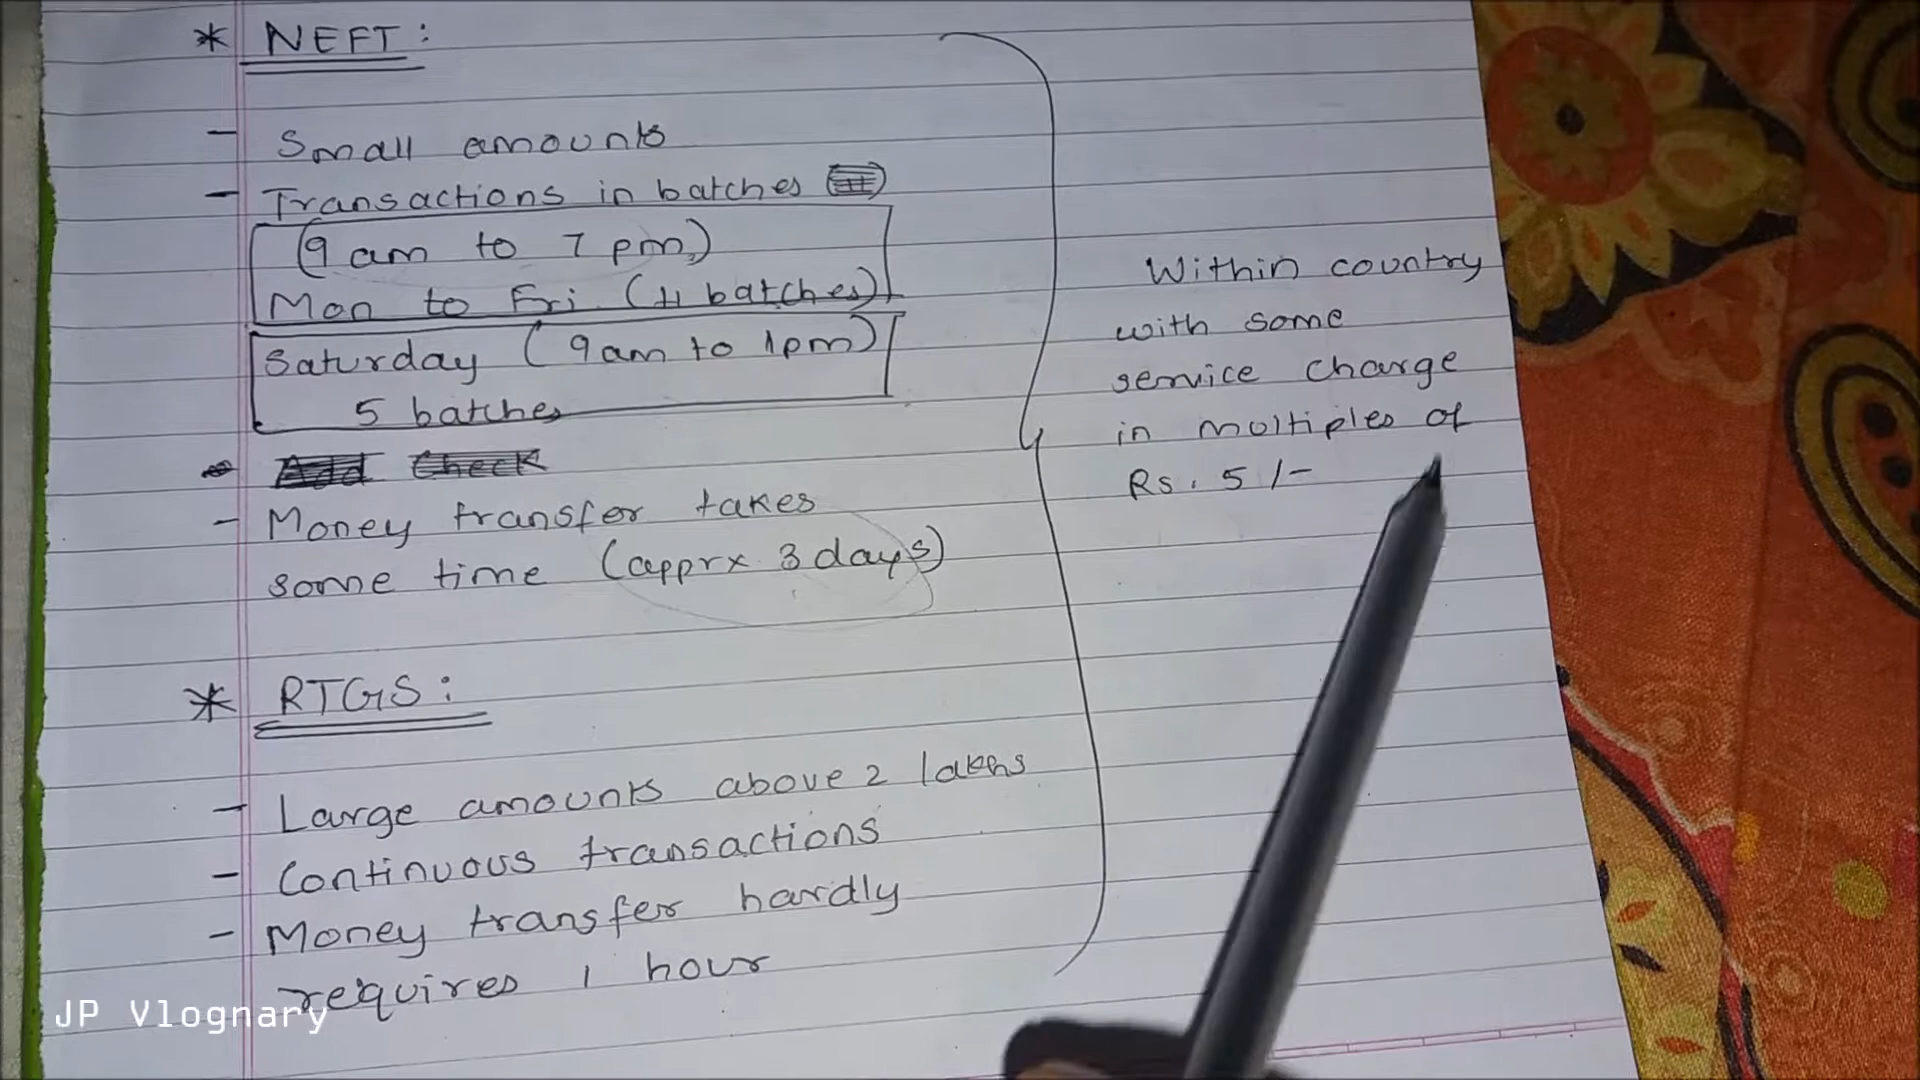 * NEFT:
- Small amounts
- Transactions in batches
(9 am to 7 pm)
Mon to Fri. (11 batches)
Saturday (9am to 1pm)
5 batches
Add Check
- Money transfer takes
some time (apprx 3 days)
Within country
with some
service charge
in multiples of
Rs. 5/-
* RTGS:
- Large amounts above 2 lakhs
- Continuous transactions
- Money transfer hardly
requires 1 hour
JP Vlognary